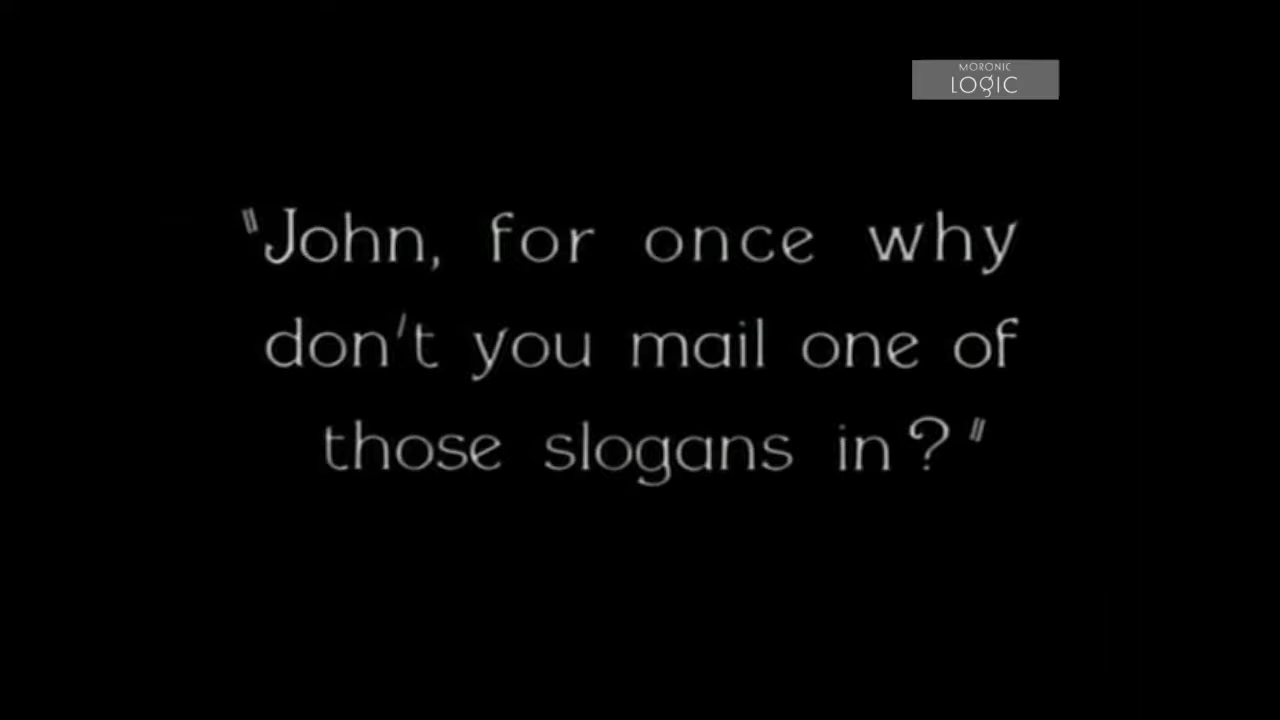 MORONIC
LOGIC
"John, for once why
don't you mail one of
those slogans in?"